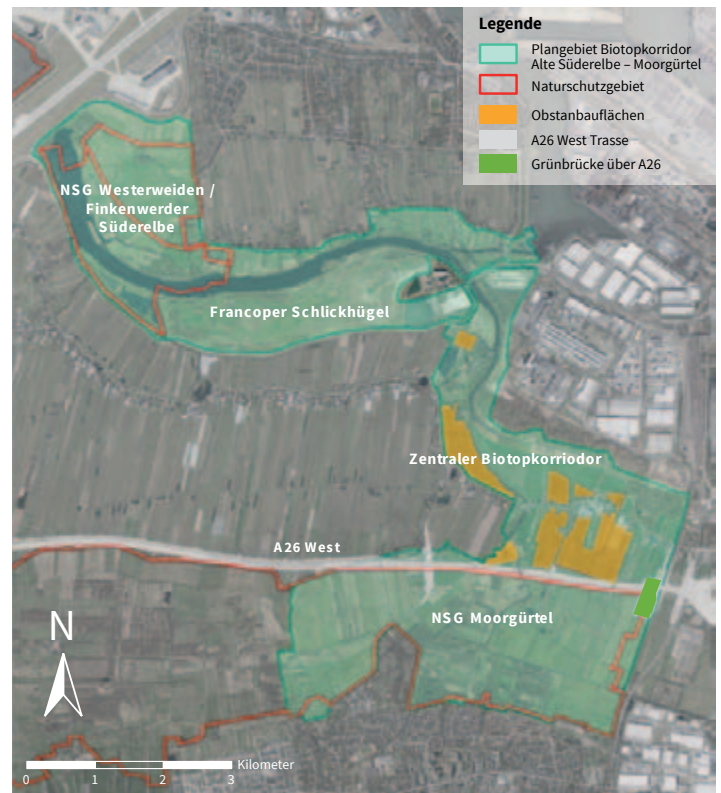 Legende
Plangebiet Biotopkorridor
Alte Süderelbe – Moorgürtel
Naturschutzgebiet
Obstanbauflächen
A26 West Trasse
Grünbrücke über A26
NSG Westerweiden /
Finkenwerder
Süderelbe
Francoper Schlickhügel
Zentraler Biotopkorriodor
A26 West
NSG Moorgürtel
N
Kilometer
0 1 2 3